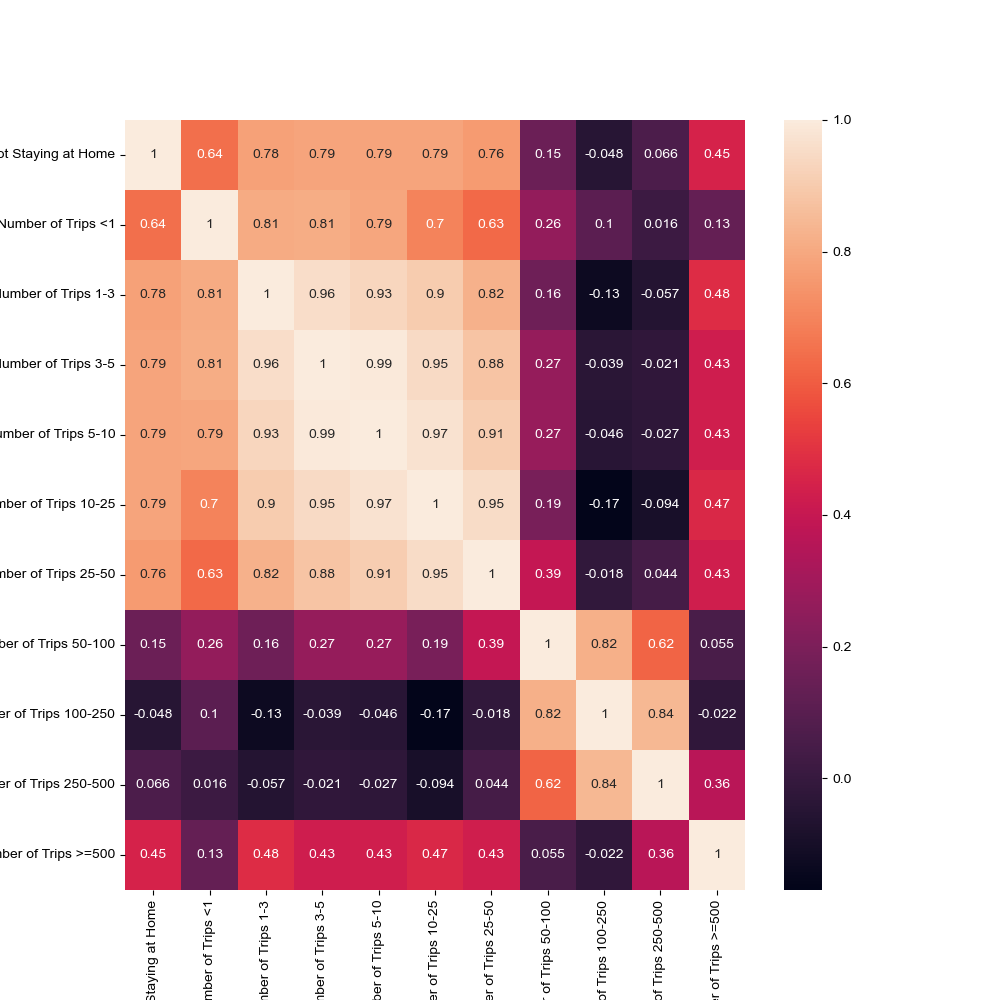 1.0
ot Staying at Home 1 0.64 0.78 0.79 0.79 0.79 0.76 0.15 -0.048 0.066 0.45
Number of Trips <1 0.64 1 0.81 0.81 0.79 0.7 0.63 0.26 0.1 0.016 0.13
0.8
umber of Trips 1-3 0.78 0.81 1 0.96 0.93 0.9 0.82 0.16 -0.13 -0.057 0.48
umber of Trips 3-5 0.79 0.81 0.96 1 0.99 0.95 0.88 0.27 -0.039 -0.021 0.43
0.6
umber of Trips 5-10 0.79 0.79 0.93 0.99 1 0.97 0.91 0.27 -0.046 -0.027 0.43
mber of Trips 10-25 0.79 0.7 0.9 0.95 0.97 1 0.95 0.19 -0.17 -0.094 0.47
0.4
mber of Trips 25-50 0.76 0.63 0.82 0.88 0.91 0.95 1 0.39 -0.018 0.044 0.43
ber of Trips 50-100 0.15 0.26 0.16 0.27 0.27 0.19 0.39 1 0.82 0.62 0.055
0.2
er of Trips 100-250 -0.048 0.1 -0.13 -0.039 -0.046 -0.17 -0.018 0.82 1 0.84 -0.022
er of Trips 250-500 0.066 0.016 -0.057 -0.021 -0.027 -0.094 0.044 0.62 0.84 1 0.36
0.0
ber of Trips >=500 0.45 0.13 0.48 0.43 0.43 0.47 0.43 0.055 -0.022 0.36 1
Staying at Home
mber of Trips <1
mber of Trips 1-3
mber of Trips 3-5
ber of Trips 5-10
er of Trips 10-25
er of Trips 25-50
r of Trips 50-100
of Trips 100-250
of Trips 250-500
er of Trips >=500